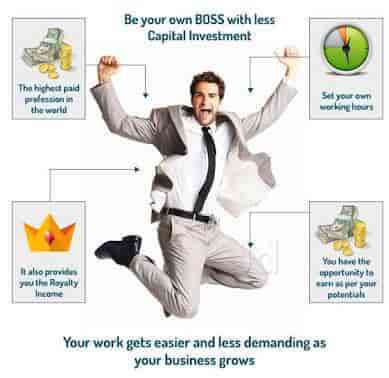 Be your own BOSS with less
Capital Investment
The highest paid
profession in
the world
Set your own
working hours
It also provides
you the Royalty
Income
You have the
opportunity to
earn as per your
potentials
Your work gets easier and less demanding as
your business grows